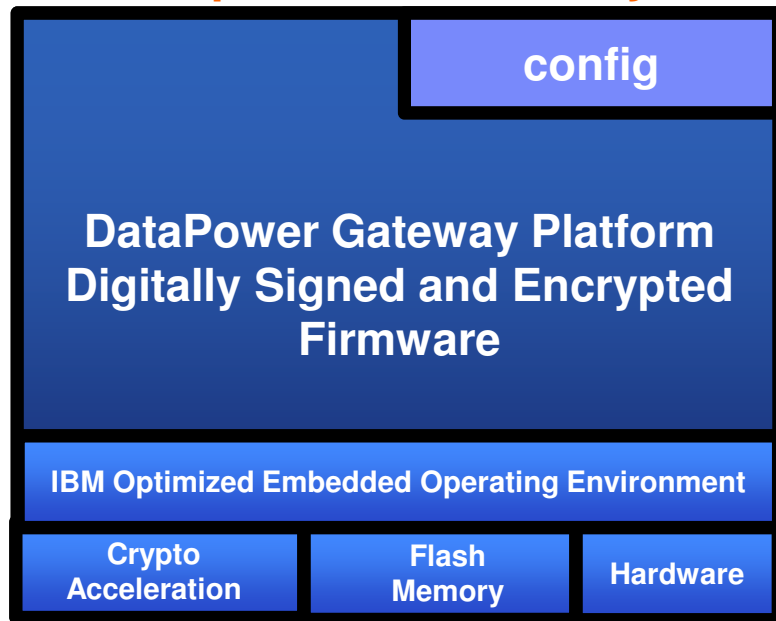 config
DataPower Gateway Platform
Digitally Signed and Encrypted
Firmware
IBM Optimized Embedded Operating Environment
Crypto
Acceleration
Flash
Memory
Hardware